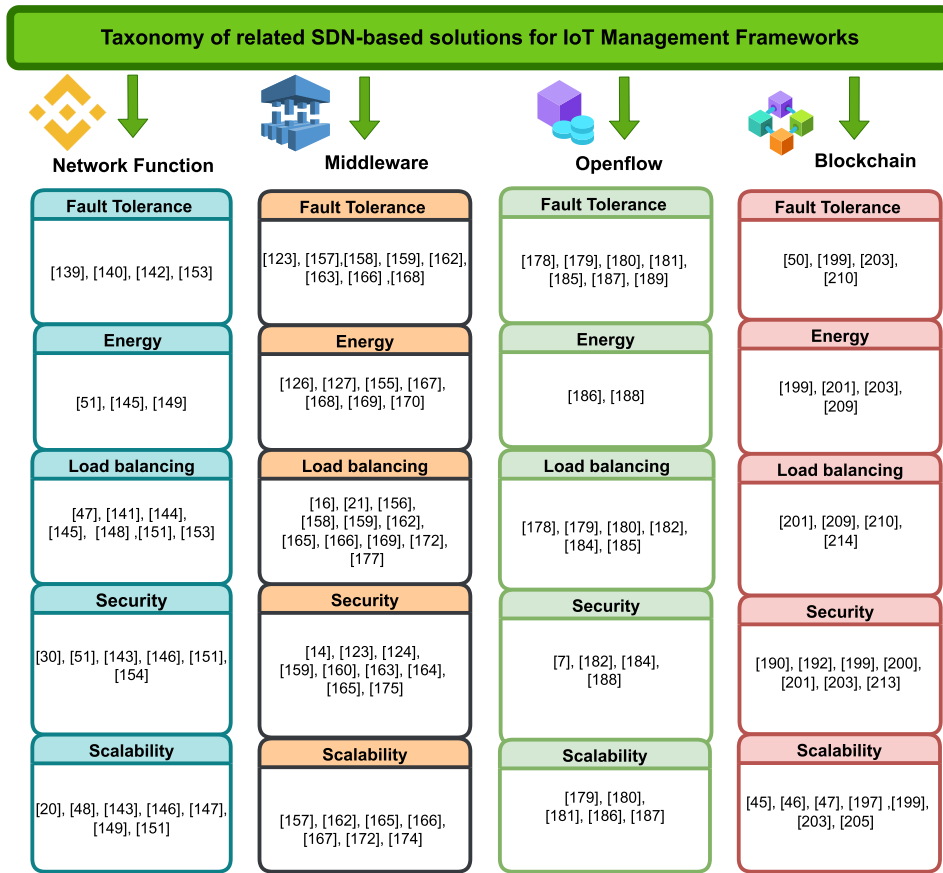 Taxonomy of related SDN-based solutions for IoT Management Frameworks
Network Function
Fault Tolerance
[139], [140], [142], [153]
Energy
[51], [145], [149]
Load balancing
[47], [141], [144],
[145],  [148] ,[151], [153]
Security
[30], [51], [143], [146], [151],
[154]
Scalability
[20], [48], [143], [146], [147],
[149], [151]
Middleware
Fault Tolerance
[123], [157],[158], [159], [162],
[163], [166] ,[168]
Energy
[126], [127], [155], [167],
[168], [169], [170]
Load balancing
[16], [21], [156],
[158], [159], [162],
[165], [166], [169], [172],
[177]
Security
[14], [123], [124],
[159], [160], [163], [164],
[165], [175]
Scalability
[157], [162], [165], [166],
[167], [172], [174]
Openflow
Fault Tolerance
[178], [179], [180], [181],
[185], [187], [189]
Energy
[186], [188]
Load balancing
[178], [179], [180], [182],
[184], [185]
Security
[7], [182], [184],
[188]
Scalability
[179], [180],
[181], [186], [187]
Blockchain
Fault Tolerance
[50], [199], [203],
[210]
Energy
[199], [201], [203],
[209]
Load balancing
[201], [209], [210],
[214]
Security
[190], [192], [199], [200],
[201], [203], [213]
Scalability
[45], [46], [47], [197] ,[199],
[203], [205]